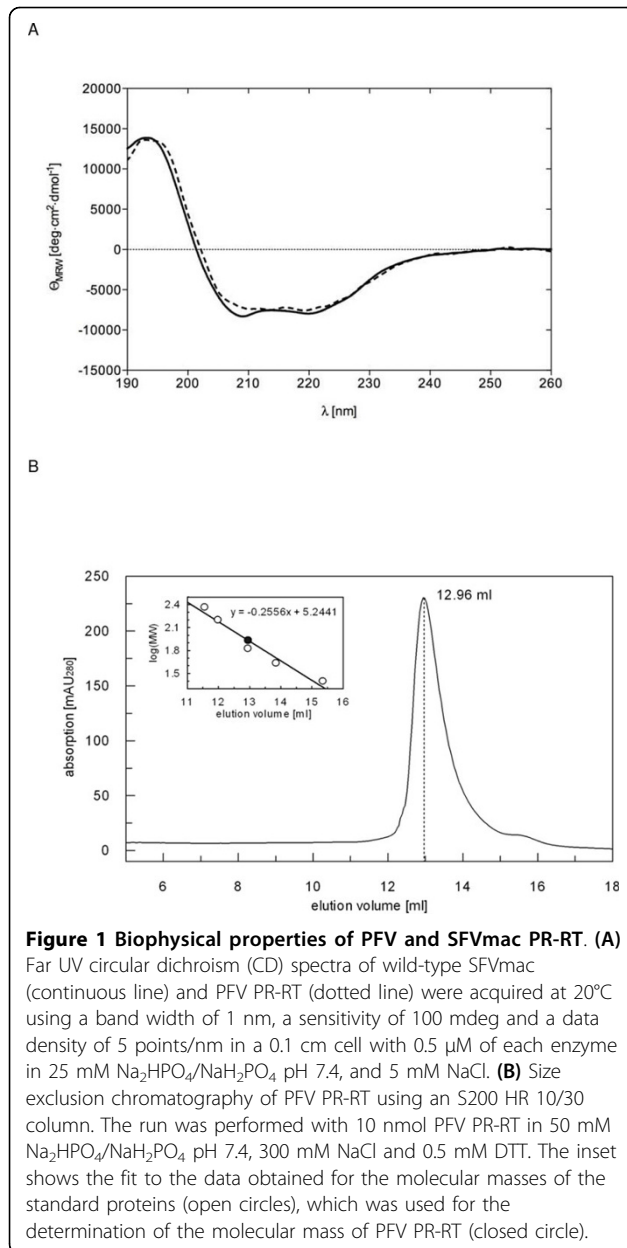 A
20000
15000
10000
5000
0
-5000
-10000
-15000
Θ_MRW [deg·cm²·dmol⁻¹]
190 200 210 220 230 240 250 260
λ [nm]
B
250
200
150
100
50
0
absorption [mAU₂₈₀]
12.96 ml
2.4
2.1
1.8
1.5
log(MW)
y = -0.2556x + 5.2441
11 12 13 14 15 16
elution volume [ml]
6 8 10 12 14 16 18
elution volume [ml]
Figure 1 Biophysical properties of PFV and SFVmac PR-RT. (A)
Far UV circular dichroism (CD) spectra of wild-type SFVmac
(continuous line) and PFV PR-RT (dotted line) were acquired at 20°C
using a band width of 1 nm, a sensitivity of 100 mdeg and a data
density of 5 points/nm in a 0.1 cm cell with 0.5 μM of each enzyme
in 25 mM Na₂HPO₄/NaH₂PO₄ pH 7.4, and 5 mM NaCl. (B) Size
exclusion chromatography of PFV PR-RT using an S200 HR 10/30
column. The run was performed with 10 nmol PFV PR-RT in 50 mM
Na₂HPO₄/NaH₂PO₄ pH 7.4, 300 mM NaCl and 0.5 mM DTT. The inset
shows the fit to the data obtained for the molecular masses of the
standard proteins (open circles), which was used for the
determination of the molecular mass of PFV PR-RT (closed circle).